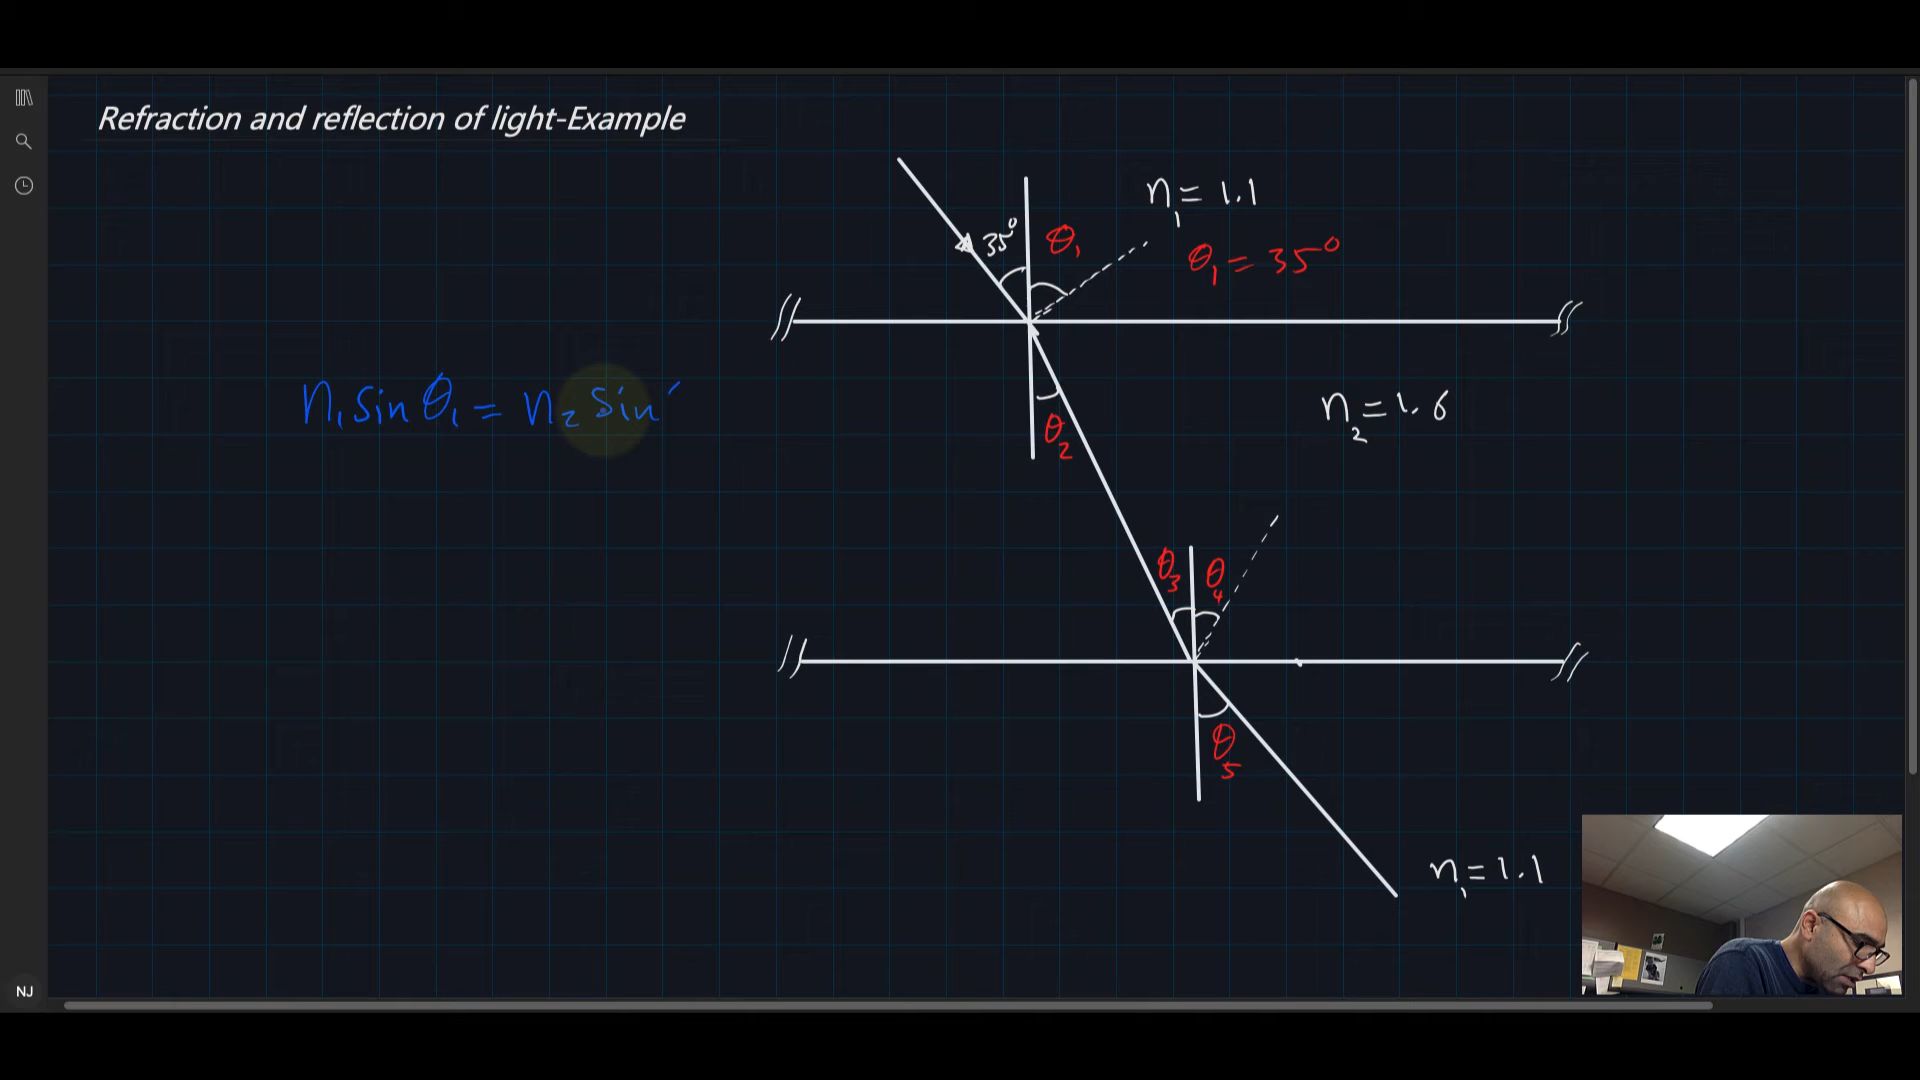 Refraction and reflection of light-Example
n₁ = 1.1
35°
θ₁
θ₁ = 35°
n₁ sin θ₁ = n₂ sin
n₂ = 1.6
θ₂
θ₃
θ₄
θ₅
n₁ = 1.1
NJ